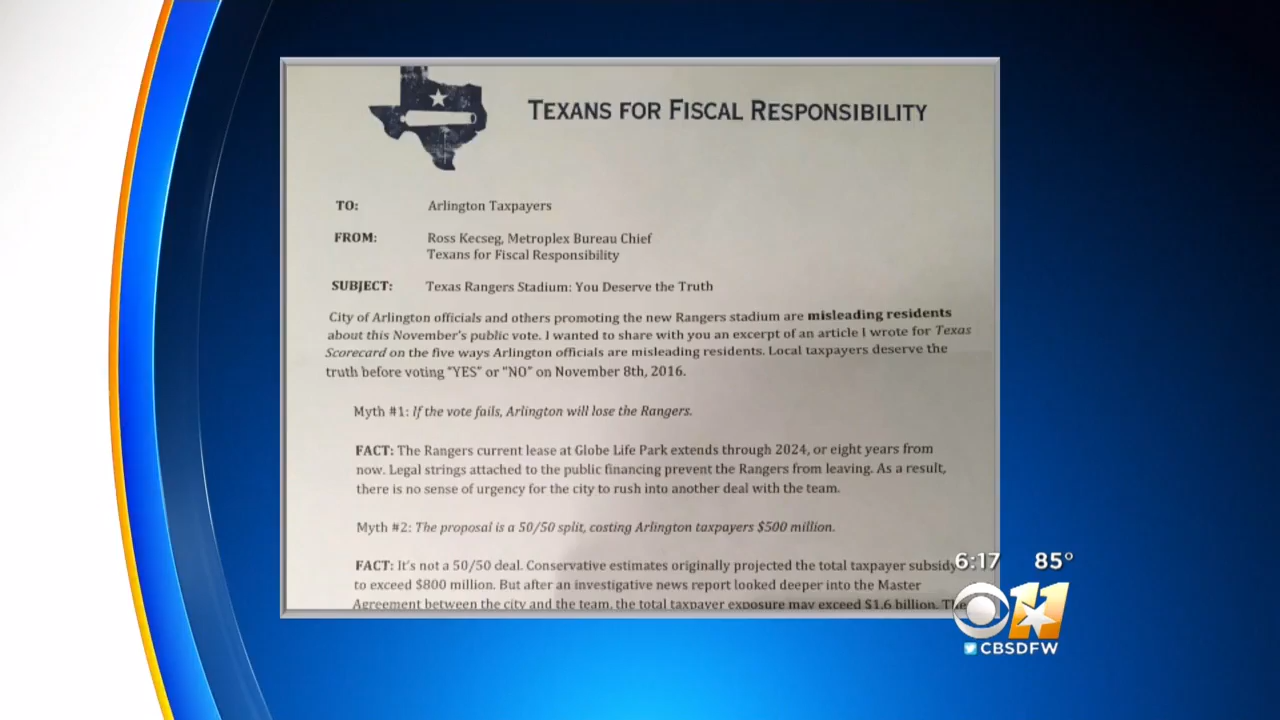 TEXANS FOR FISCAL RESPONSIBILITY
TO: Arlington Taxpayers
FROM: Ross Kecseg, Metroplex Bureau Chief
Texans for Fiscal Responsibility
SUBJECT: Texas Rangers Stadium: You Deserve the Truth
City of Arlington officials and others promoting the new Rangers stadium are misleading residents
about this November's public vote. I wanted to share with you an excerpt of an article I wrote for Texas
Scorecard on the five ways Arlington officials are misleading residents. Local taxpayers deserve the
truth before voting "YES" or "NO" on November 8th, 2016.
Myth #1: If the vote fails, Arlington will lose the Rangers.
FACT: The Rangers current lease at Globe Life Park extends through 2024, or eight years from
now. Legal strings attached to the public financing prevent the Rangers from leaving. As a result,
there is no sense of urgency for the city to rush into another deal with the team.
Myth #2: The proposal is a 50/50 split, costing Arlington taxpayers $500 million.
FACT: It's not a 50/50 deal. Conservative estimates originally projected the total taxpayer subsidy
to exceed $800 million. But after an investigative news report looked deeper into the Master
Agreement between the city and the team, the total taxpayer exposure may exceed $1.6 billion. The
6:17 85°
11
CBSDFW